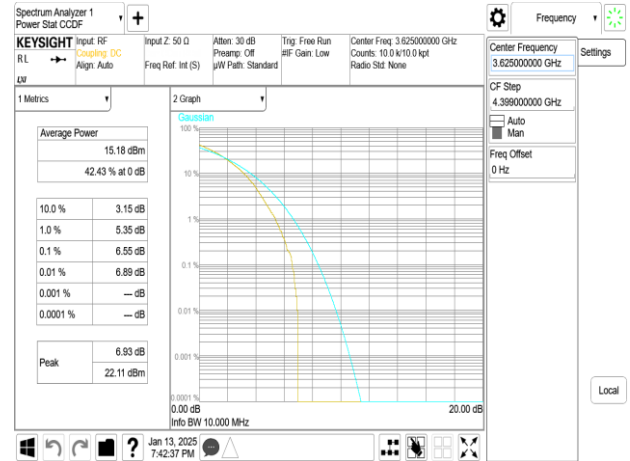 Spectrum Analyzer 1
Power Stat CCDF
Frequency
KEYSIGHT
RL
LXI
Input: RF
Coupling: DC
Align: Auto
Input Z: 50 Ω
Freq Ref: Int (S)
Atten: 30 dB
Preamp: Off
µW Path: Standard
Trig: Free Run
#IF Gain: Low
Center Freq: 3.625000000 GHz
Counts: 10.0 k/10.0 kpt
Radio Std: None
Center Frequency
3.625000000 GHz
Settings
CF Step
4.399000000 GHz
Auto
Man
Freq Offset
0 Hz
Local
1 Metrics
Average Power
15.18 dBm
42.43 % at 0 dB
10.0 % 3.15 dB
1.0 % 5.35 dB
0.1 % 6.55 dB
0.01 % 6.89 dB
0.001 % --- dB
0.0001 % --- dB
Peak
6.93 dB
22.11 dBm
2 Graph
Gaussian
100 %
10 %
1 %
0.1 %
0.01 %
0.001 %
0.0001 %
0.00 dB 20.00 dB
Info BW 10.000 MHz
?
Jan 13, 2025
7:42:37 PM